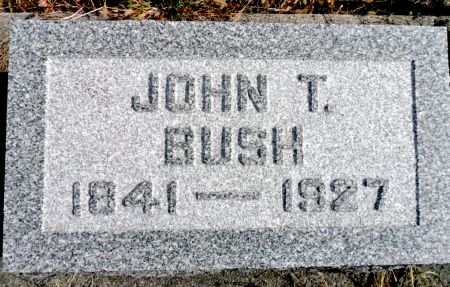 JOHN T.
BUSH
1841 — 1927